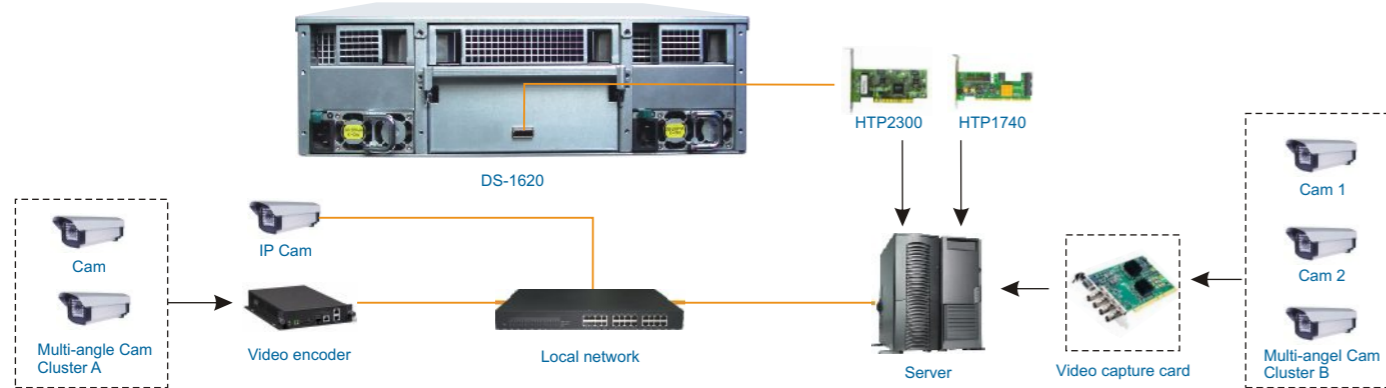 HTP2300
HTP1740
DS-1620
Cam 1
IP Cam
Cam
Cam 2
Multi-angle Cam
Cluster A
Video encoder
Local network
Server
Video capture card
Multi-angel Cam
Cluster B